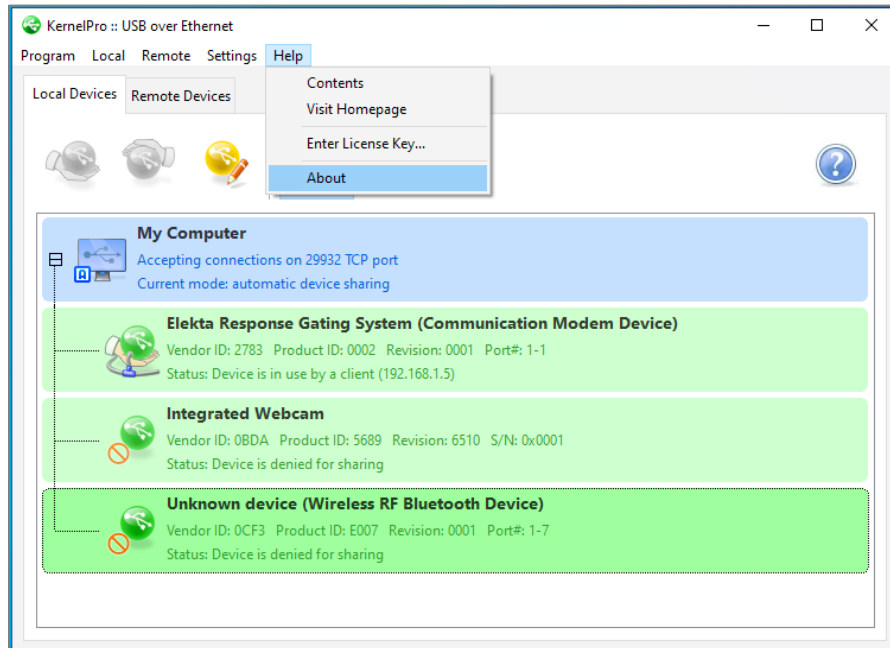 KernelPro :: USB over Ethernet
Program Local Remote Settings Help
Contents
Visit Homepage
Enter License Key...
About
Local Devices Remote Devices
My Computer
Accepting connections on 29932 TCP port
Current mode: automatic device sharing
Elekta Response Gating System (Communication Modem Device)
Vendor ID: 2783 Product ID: 0002 Revision: 0001 Port#: 1-1
Status: Device is in use by a client (192.168.1.5)
Integrated Webcam
Vendor ID: 0BDA Product ID: 5689 Revision: 6510 S/N: 0x0001
Status: Device is denied for sharing
Unknown device (Wireless RF Bluetooth Device)
Vendor ID: 0CF3 Product ID: E007 Revision: 0001 Port#: 1-7
Status: Device is denied for sharing